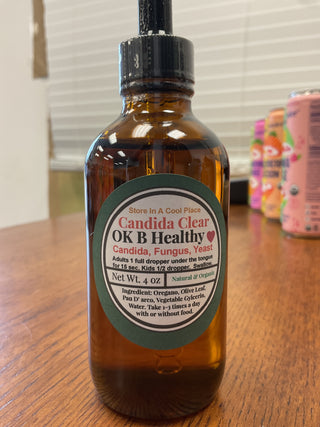 Store in A Cool Place
Candida Clear
OK B Healthy
Candida, Fungus, Yeast
Adults 1 full dropper under the tongue
for 15 sec. Kids 1/2 dropper. Swallow.
Net Wt. 4 oz
Natural & Organic
Ingredient: Oregano, Olive Leaf,
Pau D' arco, Vegetable Gylcerin,
Water. Take 1-3 times a day
with or without food.